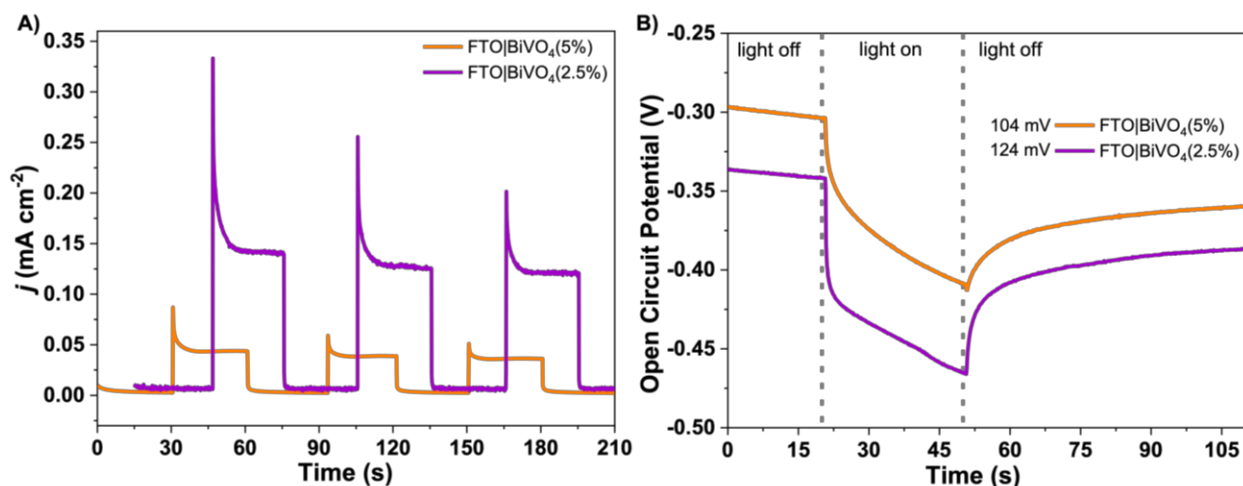 A)
0.35
0.30
0.25
0.20
0.15
0.10
0.05
0.00
j (mA cm⁻²)
FTO|BiVO₄(5%)
FTO|BiVO₄(2.5%)
0 30 60 90 120 150 180 210
Time (s)
B)
-0.25
-0.30
-0.35
-0.40
-0.45
-0.50
Open Circuit Potential (V)
light off light on light off
104 mV FTO|BiVO₄(5%)
124 mV FTO|BiVO₄(2.5%)
0 15 30 45 60 75 90 105
Time (s)